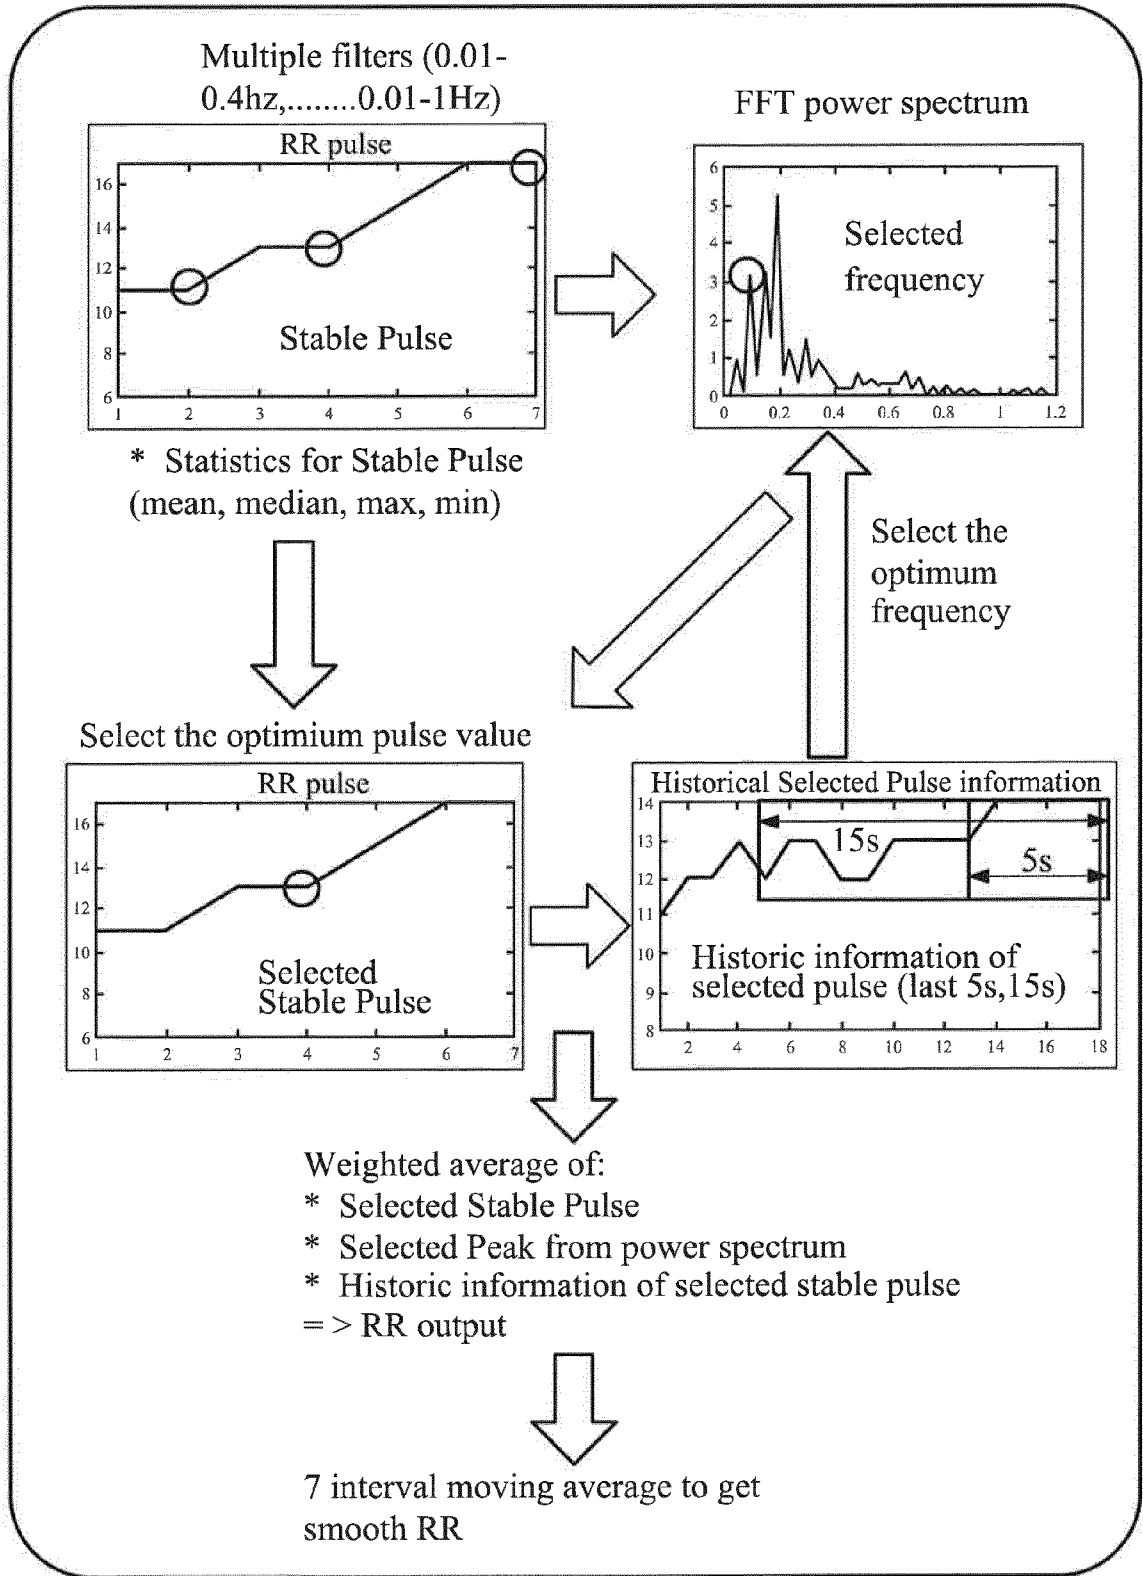 Multiple filters (0.01-
0.4hz,........0.01-1Hz)
RR pulse
16
14
12
10
8
6
1 2 3 4 5 6 7
Stable Pulse
* Statistics for Stable Pulse
(mean, median, max, min)
FFT power spectrum
6
5
4
3
2
1
0
0 0.2 0.4 0.6 0.8 1 1.2
Selected
frequency
Select the
optimum
frequency
Select the optimium pulse value
RR pulse
16
14
12
10
8
6
1 2 3 4 5 6 7
Selected
Stable Pulse
Historical Selected Pulse information
14
13
12
11
10
9
8
2 4 6 8 10 12 14 16 18
15s
5s
Historic information of
selected pulse (last 5s,15s)
Weighted average of:
* Selected Stable Pulse
* Selected Peak from power spectrum
* Historic information of selected stable pulse
= > RR output
7 interval moving average to get
smooth RR